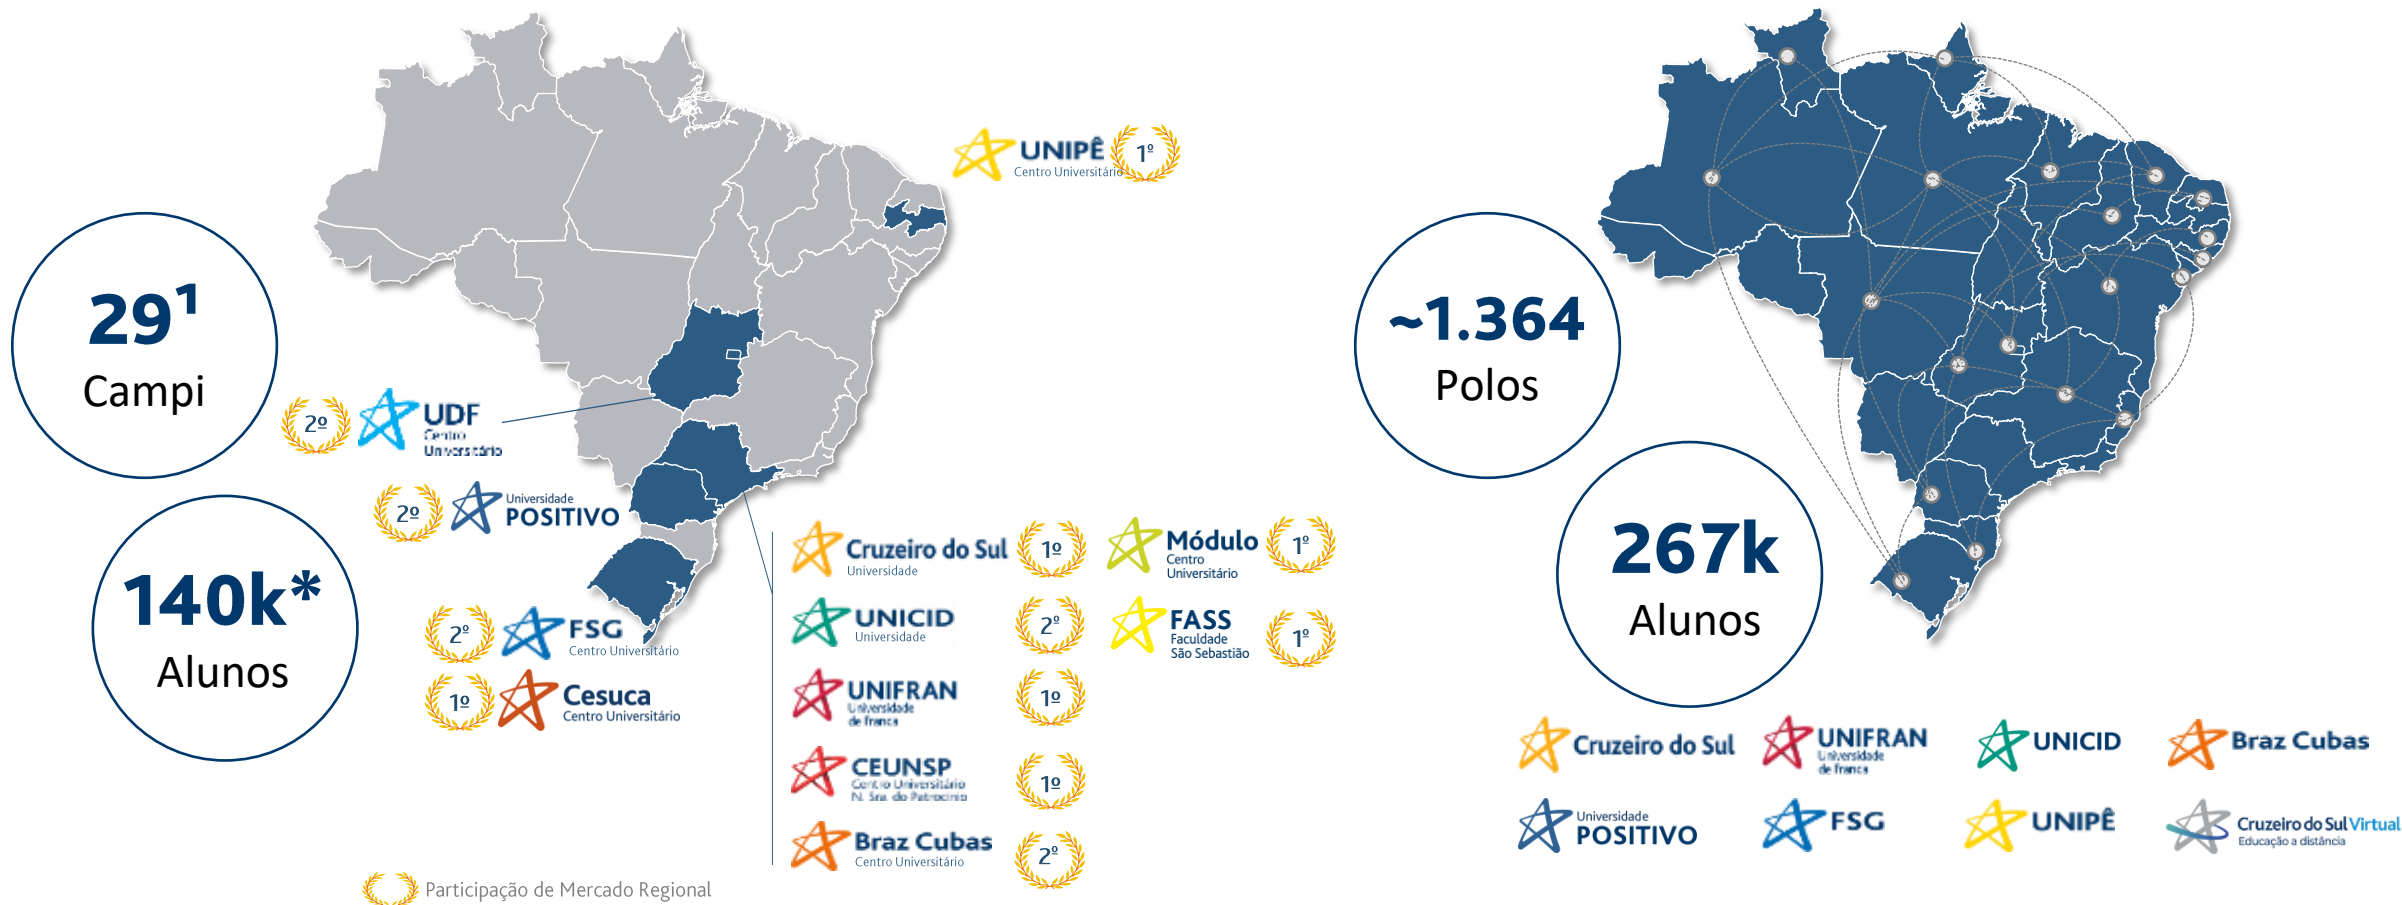 29¹
Campi
140k*
Alunos
UNIPÊ
Centro Universitário
1º
2º
UDF
Centro
Universitário
2º
Universidade
POSITIVO
2º
FSG
Centro Universitário
1º
Cesuca
Centro Universitário
Cruzeiro do Sul
Universidade
1º
Módulo
Centro
Universitário
1º
UNICID
Universidade
2º
FASS
Faculdade
São Sebastião
1º
UNIFRAN
Universidade
de Franca
1º
CEUNSP
Centro Universitário
N. Sra. do Patrocínio
1º
Braz Cubas
Centro Universitário
2º
Participação de Mercado Regional
~1.364
Polos
267k
Alunos
Cruzeiro do Sul
UNIFRAN
Universidade
de Franca
UNICID
Braz Cubas
Universidade
POSITIVO
FSG
UNIPÊ
Cruzeiro do Sul Virtual
Educação a distância